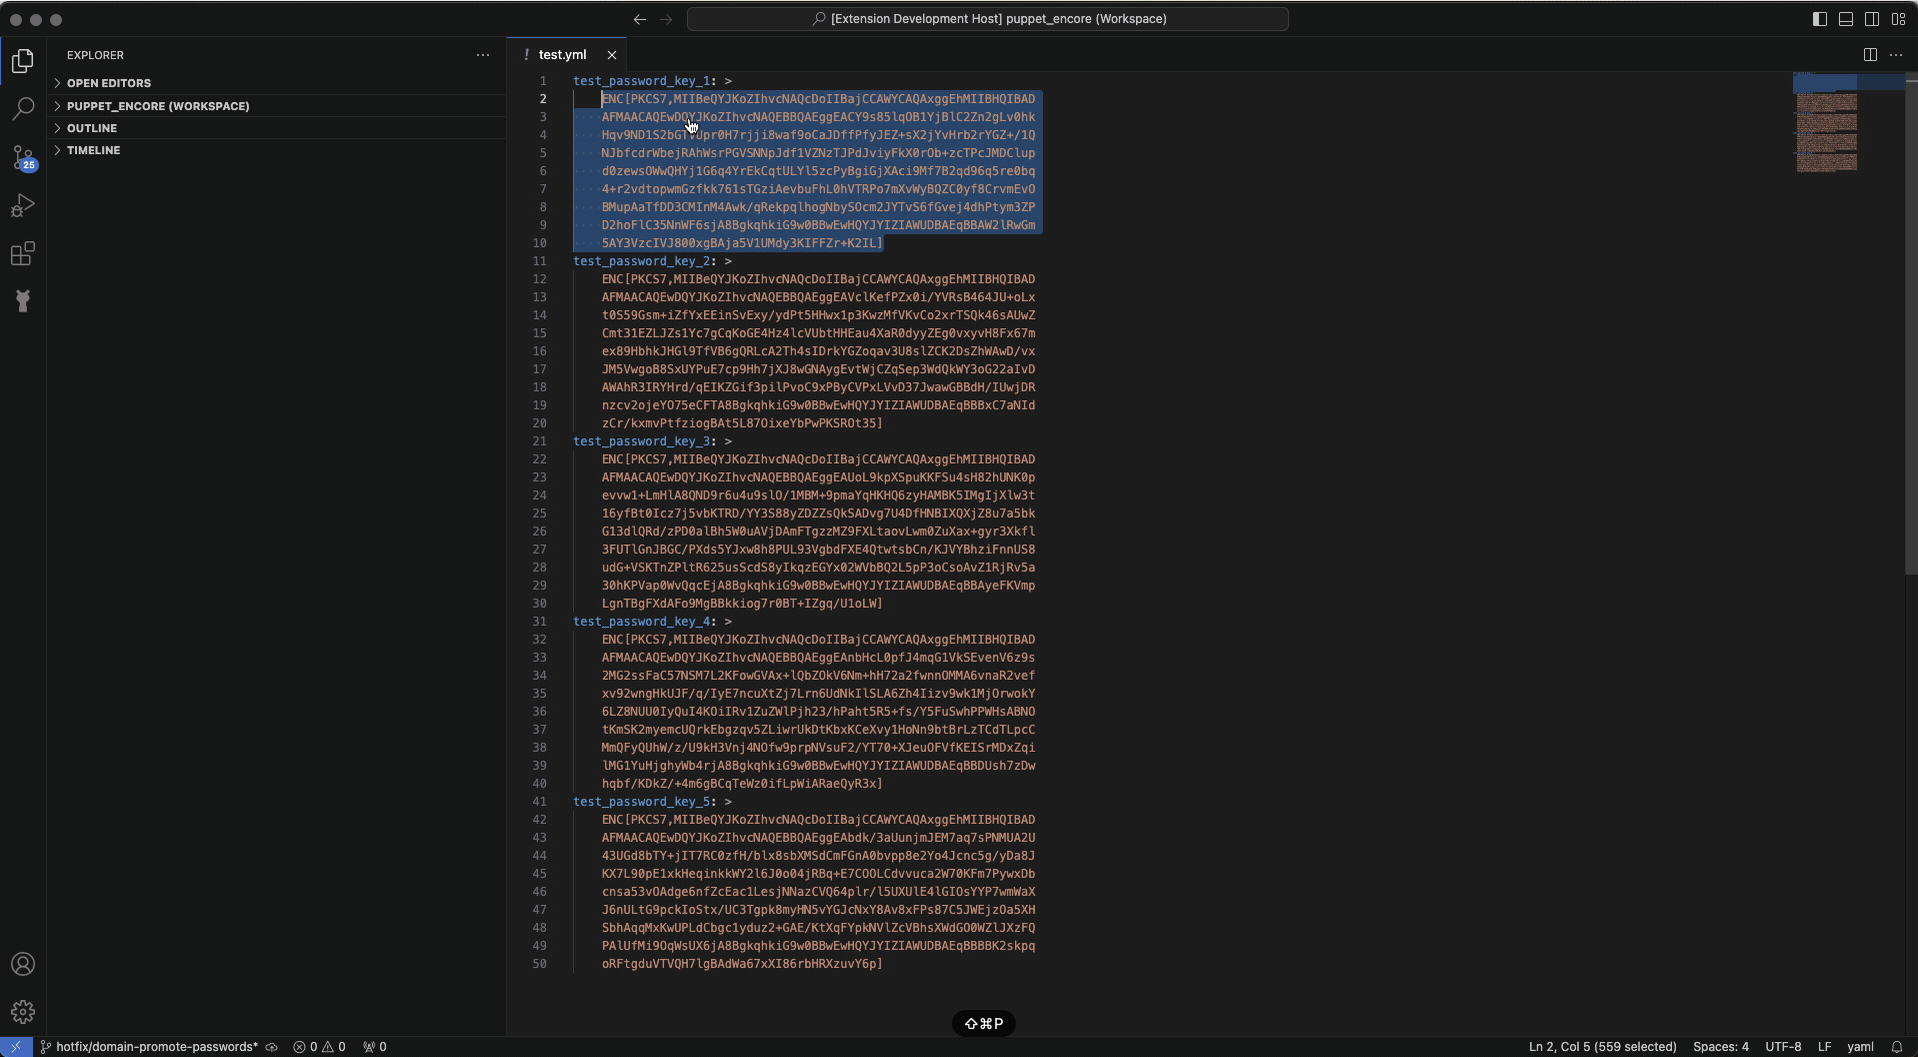 [Extension Development Host] puppet_encore (Workspace)
EXPLORER
OPEN EDITORS
PUPPET_ENCORE (WORKSPACE)
OUTLINE
TIMELINE
25
! test.yml
1 test_password_key_1: >
2 ENC[PKCS7,MIIBeQYJKoZIhvcNAQcDoIIBajCCAWYCAQAxggEhMIIBHQIBAD
3 AFMAACAQEwDQYJKoZIhvcNAQEBBQAEggEACY9s85lqOB1YjBlC2Zn2gLv0hk
4 Hqv9ND1S2bGTVUpr0H7rjji8waf9oCaJDffPfyJEZ+sX2jYvHrb2rYGZ+/1Q
5 NJbfcdrWbejRAhWsrPGVSNNpJdf1VZNzTJPdJviyFkX0rOb+zcTPcJMDClup
6 d0zewsOWwQHYj1G6q4YrEkCqtULYl5zcPyBgiGjXAci9Mf7B2qd96q5re0bq
7 4+r2vdtopwmGzfkk761sTGziAevbuFhL0hVTRPo7mXvWyBQZC0yf8CrvmEvO
8 BMupAaTfDD3CMInM4Awk/qRekpqlhogNbySOcm2JYTvS6fGvej4dhPtym3ZP
9 D2hoFlC35NnWF6sjA8BgkqhkiG9w0BBwEwHQYJYIZIAWUDBAEqBBAW2lRwGm
10 5AY3VzcIVJ800xgBAja5V1UMdy3KIFFZr+K2IL]
11 test_password_key_2: >
12 ENC[PKCS7,MIIBeQYJKoZIhvcNAQcDoIIBajCCAWYCAQAxggEhMIIBHQIBAD
13 AFMAACAQEwDQYJKoZIhvcNAQEBBQAEggEAVclKefPZx0i/YVRsB464JU+oLx
14 t0S59Gsm+iZfYxEEinSvExy/ydPt5HHwx1p3KwzMfVKvCo2xrTSQk46sAUwZ
15 Cmt31EZLJZs1Yc7gCqKoGE4Hz4lcVUbtHHEau4XaR0dyyZEg0vxyvH8Fx67m
16 ex89HbhkJHGl9TfVB6gQRLcA2Th4sIDrkYGZoqav3U8slZCK2DsZhWAwD/vx
17 JM5VwgoB8SxUYPuE7cp9Hh7jXJ8wGNAygEvtWjCZqSep3WdQkWY3oG22aIvD
18 AWAhR3IRYHrd/qEIKZGif3pilPvoC9xPByCVPxLVvD37JwawGBBdH/IUwjDR
19 nzcv2ojeYO75eCFTA8BgkqhkiG9w0BBwEwHQYJYIZIAWUDBAEqBBBxC7aNId
20 zCr/kxmvPtfziogBAt5L87OixeYbPwPKSROt35]
21 test_password_key_3: >
22 ENC[PKCS7,MIIBeQYJKoZIhvcNAQcDoIIBajCCAWYCAQAxggEhMIIBHQIBAD
23 AFMAACAQEwDQYJKoZIhvcNAQEBBQAEggEAUoL9kpXSpuKKFSu4sH82hUNK0p
24 evvw1+LmHlA8QND9r6u4u9slO/1MBM+9pmaYqHKHQ6zyHAMBK5IMgIjXlw3t
25 16yfBt0Icz7j5vbKTRD/YY3S88yZDZZsQkSADvg7U4DfHNBIXQXjZ8u7a5bk
26 G13dlQRd/zPD0alBh5W0uAVjDAmFTgzzMZ9FXLtaovLwm0ZuXax+gyr3Xkfl
27 3FUTlGnJBGC/PXds5YJxw8h8PUL93VgbdFXE4QtwtsbCn/KJVYBhziFnnUS8
28 udG+VSKTnZPltR625usScdS8yIkqzEGYx02WVbBQ2L5pP3oCsoAvZ1RjRv5a
29 30hKPVap0WvQqcEjA8BgkqhkiG9w0BBwEwHQYJYIZIAWUDBAEqBBAyeFKVmp
30 LgnTBgFXdAFo9MgBBkkiog7r0BT+IZgq/U1oLW]
31 test_password_key_4: >
32 ENC[PKCS7,MIIBeQYJKoZIhvcNAQcDoIIBajCCAWYCAQAxggEhMIIBHQIBAD
33 AFMAACAQEwDQYJKoZIhvcNAQEBBQAEggEAnbHcL0pfJ4mqG1VkSEvenV6z9s
34 2MG2ssFaC57NSM7L2KFowGVAx+lQbZOkV6Nm+hH72a2fwnnOMMA6vnaR2vef
35 xv92wngHkUJF/q/IyE7ncuXtZj7Lrn6UdNkIlSLA6Zh4Iizv9wk1MjOrwokY
36 6LZ8NUU0IyQuI4KOiIRv1ZuZWlPjh23/hPaht5R5+fs/Y5FuSwhPPWHsABNO
37 tKmSK2myemcUQrkEbgzqv5ZLiwrUkDtKbxKCeXvy1HoNn9btBrLzTCdTLpcC
38 MmQFyQUhW/z/U9kH3Vnj4NOfw9prpNVsuF2/YT70+XJeuOFVfKEISrMDxZqi
39 lMG1YuHjghyWb4rjA8BgkqhkiG9w0BBwEwHQYJYIZIAWUDBAEqBBDUsh7zDw
40 hqbf/KDkZ/+4m6gBCqTeWz0ifLpWiARaeQyR3x]
41 test_password_key_5: >
42 ENC[PKCS7,MIIBeQYJKoZIhvcNAQcDoIIBajCCAWYCAQAxggEhMIIBHQIBAD
43 AFMAACAQEwDQYJKoZIhvcNAQEBBQAEggEAbdk/3aUunjmJEM7aq7sPNMUA2U
44 43UGd8bTY+jIT7RC0zfH/blx8sbXMSdCmFGnA0bvpp8e2Yo4Jcnc5g/yDa8J
45 KX7L90pE1xkHeqinkkWY2l6J0o04jRBq+E7COOLCdvvuca2W70KFm7PywxDb
46 cnsa53vOAdge6nfZcEac1LesjNNazCVQ64plr/l5UXUlE4lGIOsYYP7wmWaX
47 J6nULtG9pckIoStx/UC3Tgpk8myHN5vYGJcNxY8Av8xFPs87C5JWEjzOa5XH
48 SbhAqqMxKwUPLdCbgc1yduz2+GAE/KtXqFYpkNVlZcVBhsXWdGO0WZlJXzFQ
49 PAlUfMi9OqWsUX6jA8BgkqhkiG9w0BBwEwHQYJYIZIAWUDBAEqBBBBK2skpq
50 oRFtgduVTVQH7lgBAdWa67xXI86rbHRXzuvY6p]
⇧⌘P
hotfix/domain-promote-passwords* 0 0 0 Ln 2, Col 5 (559 selected) Spaces: 4 UTF-8 LF yaml